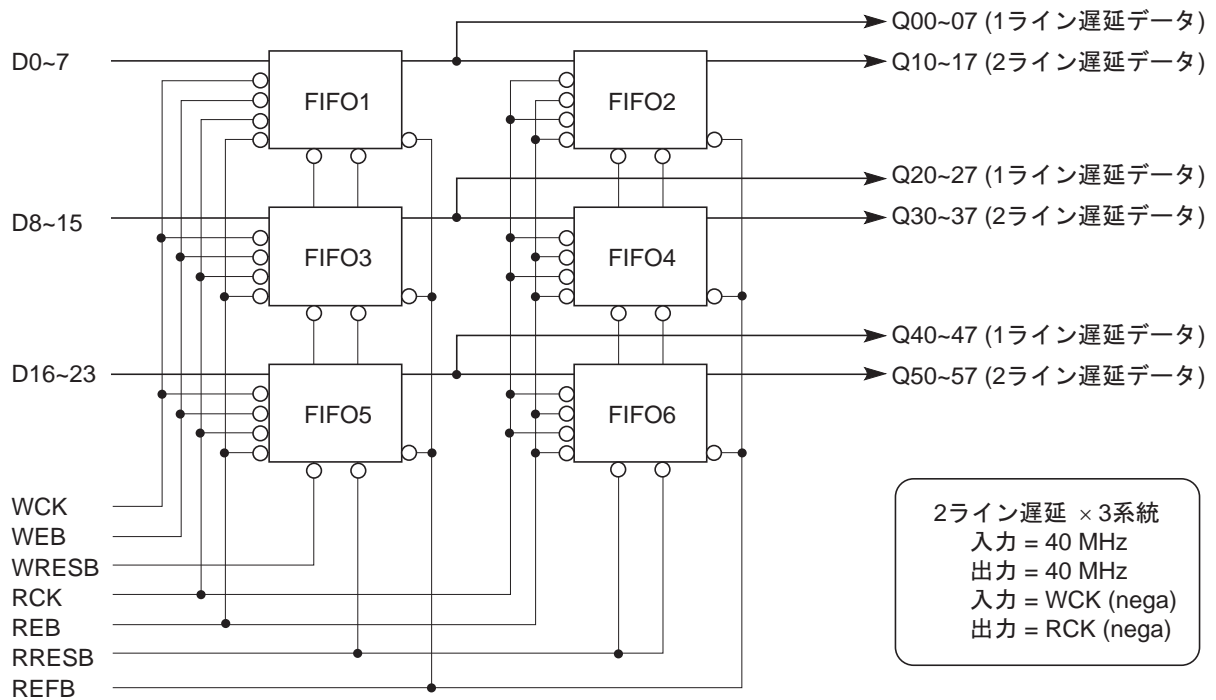 Q00~07 (1ライン遅延データ)
D0~7
Q10~17 (2ライン遅延データ)
FIFO1
FIFO2
Q20~27 (1ライン遅延データ)
D8~15
Q30~37 (2ライン遅延データ)
FIFO3
FIFO4
Q40~47 (1ライン遅延データ)
D16~23
Q50~57 (2ライン遅延データ)
FIFO5
FIFO6
WCK
WEB
WRESB
RCK
REB
RRESB
REFB
2ライン遅延 × 3系統
入力 = 40 MHz
出力 = 40 MHz
入力 = WCK (nega)
出力 = RCK (nega)